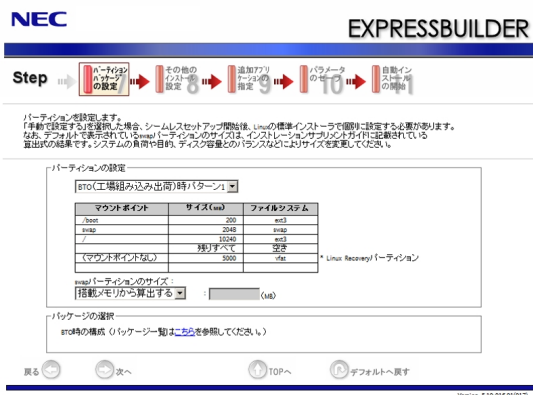 NEC
EXPRESSBUILDER
Step
7 パーティション パッケージ の設定
8 その他の インストール 設定
9 追加アプリ ケーションの 指定
10 パラメータ のセーブ
11 自動イン ストール の開始
パーティションを設定します。
「手動で設定する」を選択した場合、シームレスセットアップ開始後、Linuxの標準インストーラで個別に設定する必要があります。
なお、デフォルトで表示されているswapパーティションのサイズは、インストレーションサプリメントガイドに記載されている
算出式の結果です。システムの負荷や目的、ディスク容量とのバランスなどによりサイズを変更してください。
パーティションの設定
BTO(工場組み込み出荷)時パターン1
マウントポイント サイズ(MB) ファイルシステム
/boot 200 ext3
swap 2048 swap
/ 10240 ext3
残りすべて 空き
(マウントポイントなし) 5000 vfat * Linux Recoveryパーティション
swapパーティションのサイズ:
搭載メモリから算出する : (MB)
パッケージの選択
BTO時の構成(パッケージ一覧はこちらを参照してください。)
戻る 次へ TOPへ デフォルトへ戻す